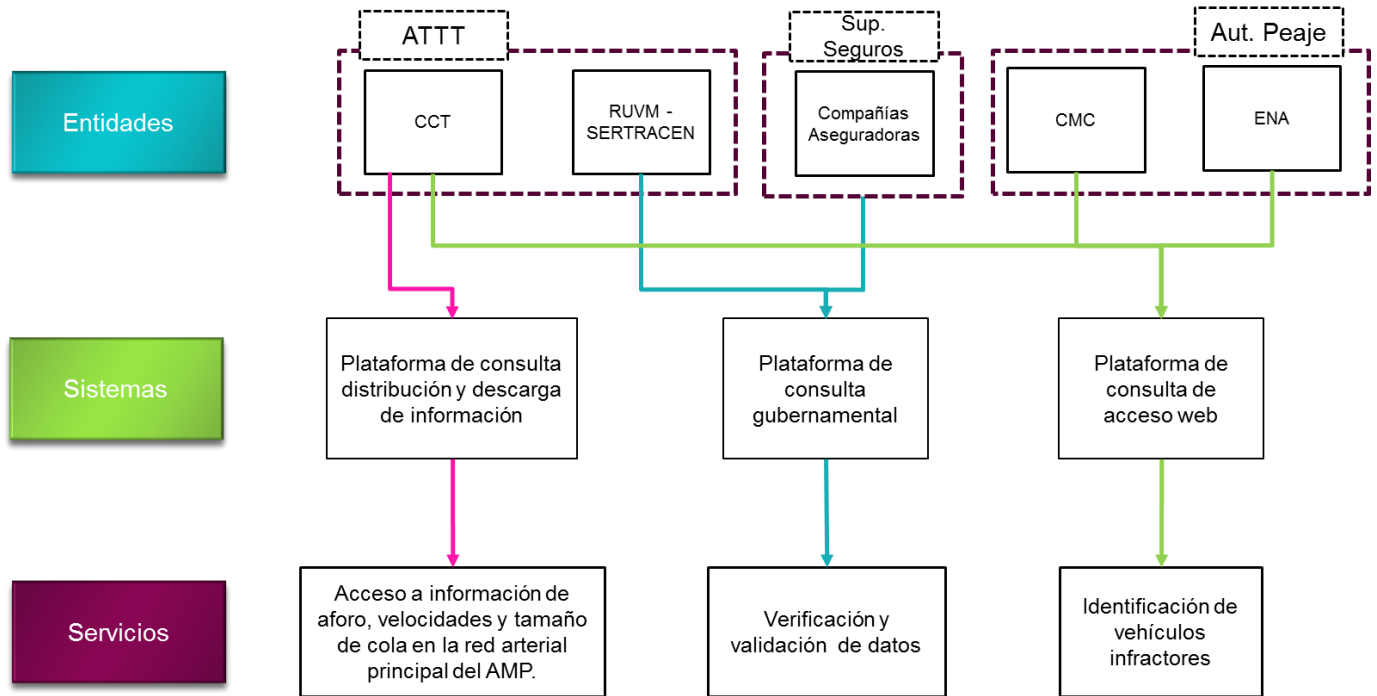 ATTT
Sup.
Seguros
Aut. Peaje
Entidades
CCT
RUVM -
SERTRACEN
Compañías
Aseguradoras
CMC
ENA
Sistemas
Plataforma de consulta
distribución y descarga
de información
Plataforma de
consulta
gubernamental
Plataforma de
consulta de
acceso web
Servicios
Acceso a información de
aforo, velocidades y tamaño
de cola en la red arterial
principal del AMP.
Verificación y
validación de datos
Identificación de
vehículos
infractores